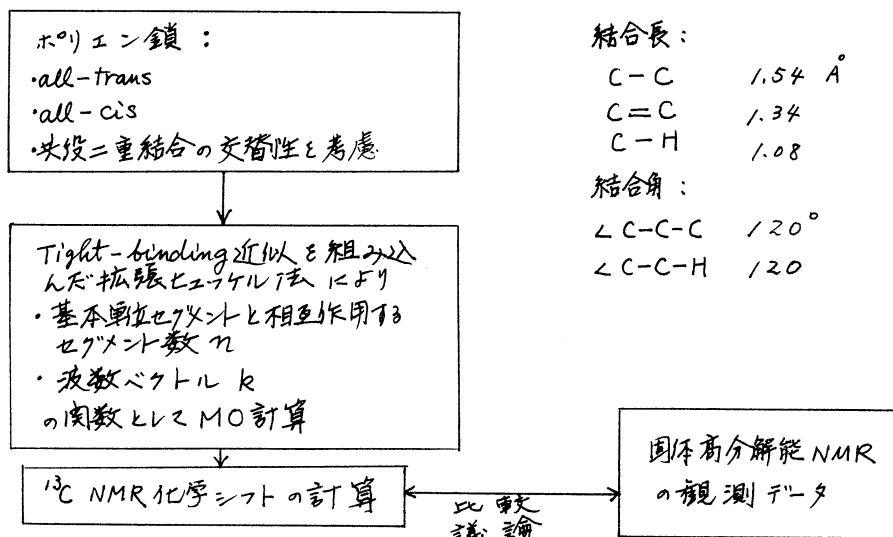 ポリエン鎖：
・all-trans
・all-cis
・共役二重結合の交替性を考慮
Tight-binding近似を組み込
んだ拡張ヒュッケル法により
・基本単位セグメントと相互作用する
セグメント数 n
・波数ベクトル k
の関数としてMO計算
¹³C NMR化学シフトの計算
比較
議論
固体高分解能NMR
の観測データ
結合長：
C-C 1.54 Å
C=C 1.34
C-H 1.08
結合角：
∠C-C-C 120°
∠C-C-H 120